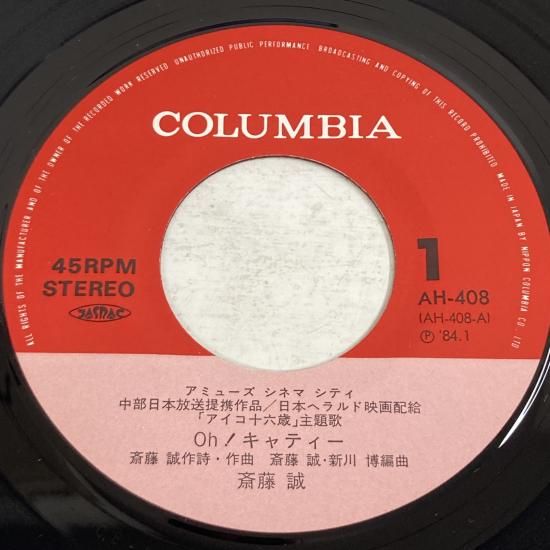 ALL RIGHTS OF THE MANUFACTURER AND OF THE OWNER OF THE RECORDED WORK RESERVED UNAUTHORIZED PUBLIC PERFORMANCE BROADCASTING AND COPYING OF THIS RECORD PROHIBITED MADE IN JAPAN BY NIPPON COLUMBIA CO. LTD.
COLUMBIA
45RPM
STEREO
JASRAC
1
AH-408
(AH-408-A)
Ⓟ '84.1
アミューズ シネマ シティ
中部日本放送提携作品/日本ヘラルド映画配給
「アイコ十六歳」主題歌
Oh!キャティー
斎藤 誠作詩・作曲 斎藤 誠・新川 博編曲
斎藤 誠